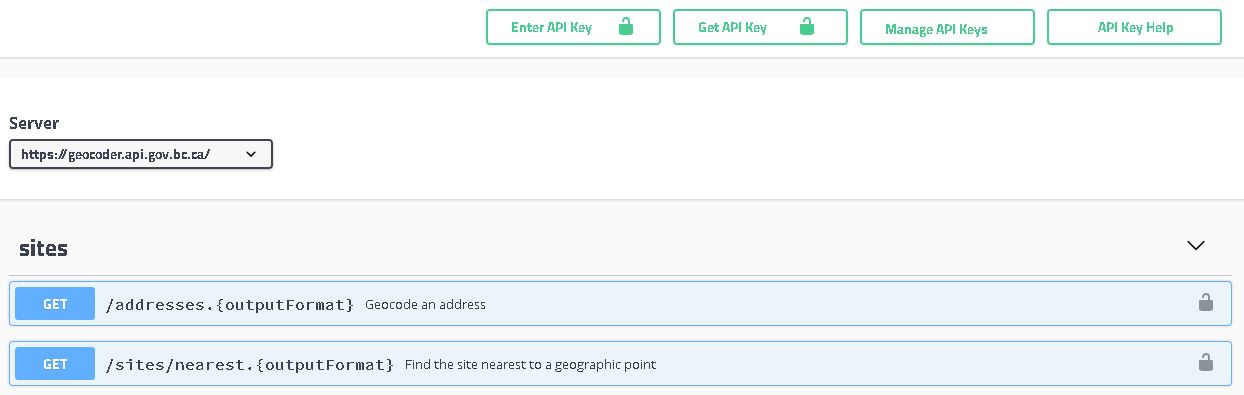 Enter API Key
Get API Key
Manage API Keys
API Key Help
Server
https://geocoder.api.gov.bc.ca/
sites
GET /addresses.{outputFormat} Geocode an address
GET /sites/nearest.{outputFormat} Find the site nearest to a geographic point